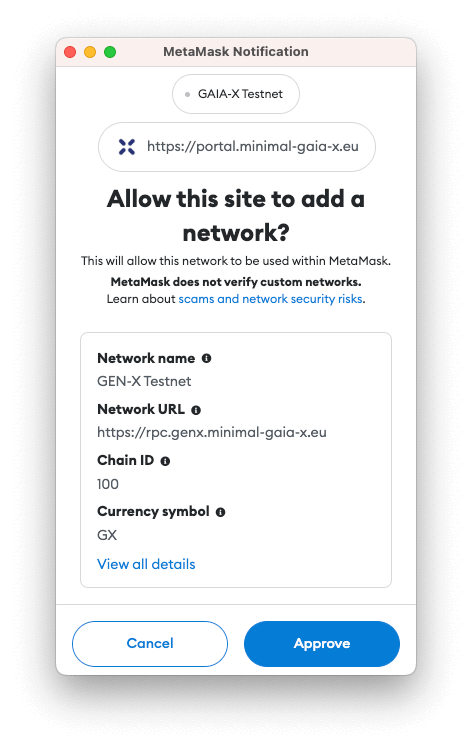 MetaMask Notification
GAIA-X Testnet
https://portal.minimal-gaia-x.eu
Allow this site to add a
network?
This will allow this network to be used within MetaMask.
MetaMask does not verify custom networks.
Learn about scams and network security risks.
Network name
GEN-X Testnet
Network URL
https://rpc.genx.minimal-gaia-x.eu
Chain ID
100
Currency symbol
GX
View all details
Cancel
Approve